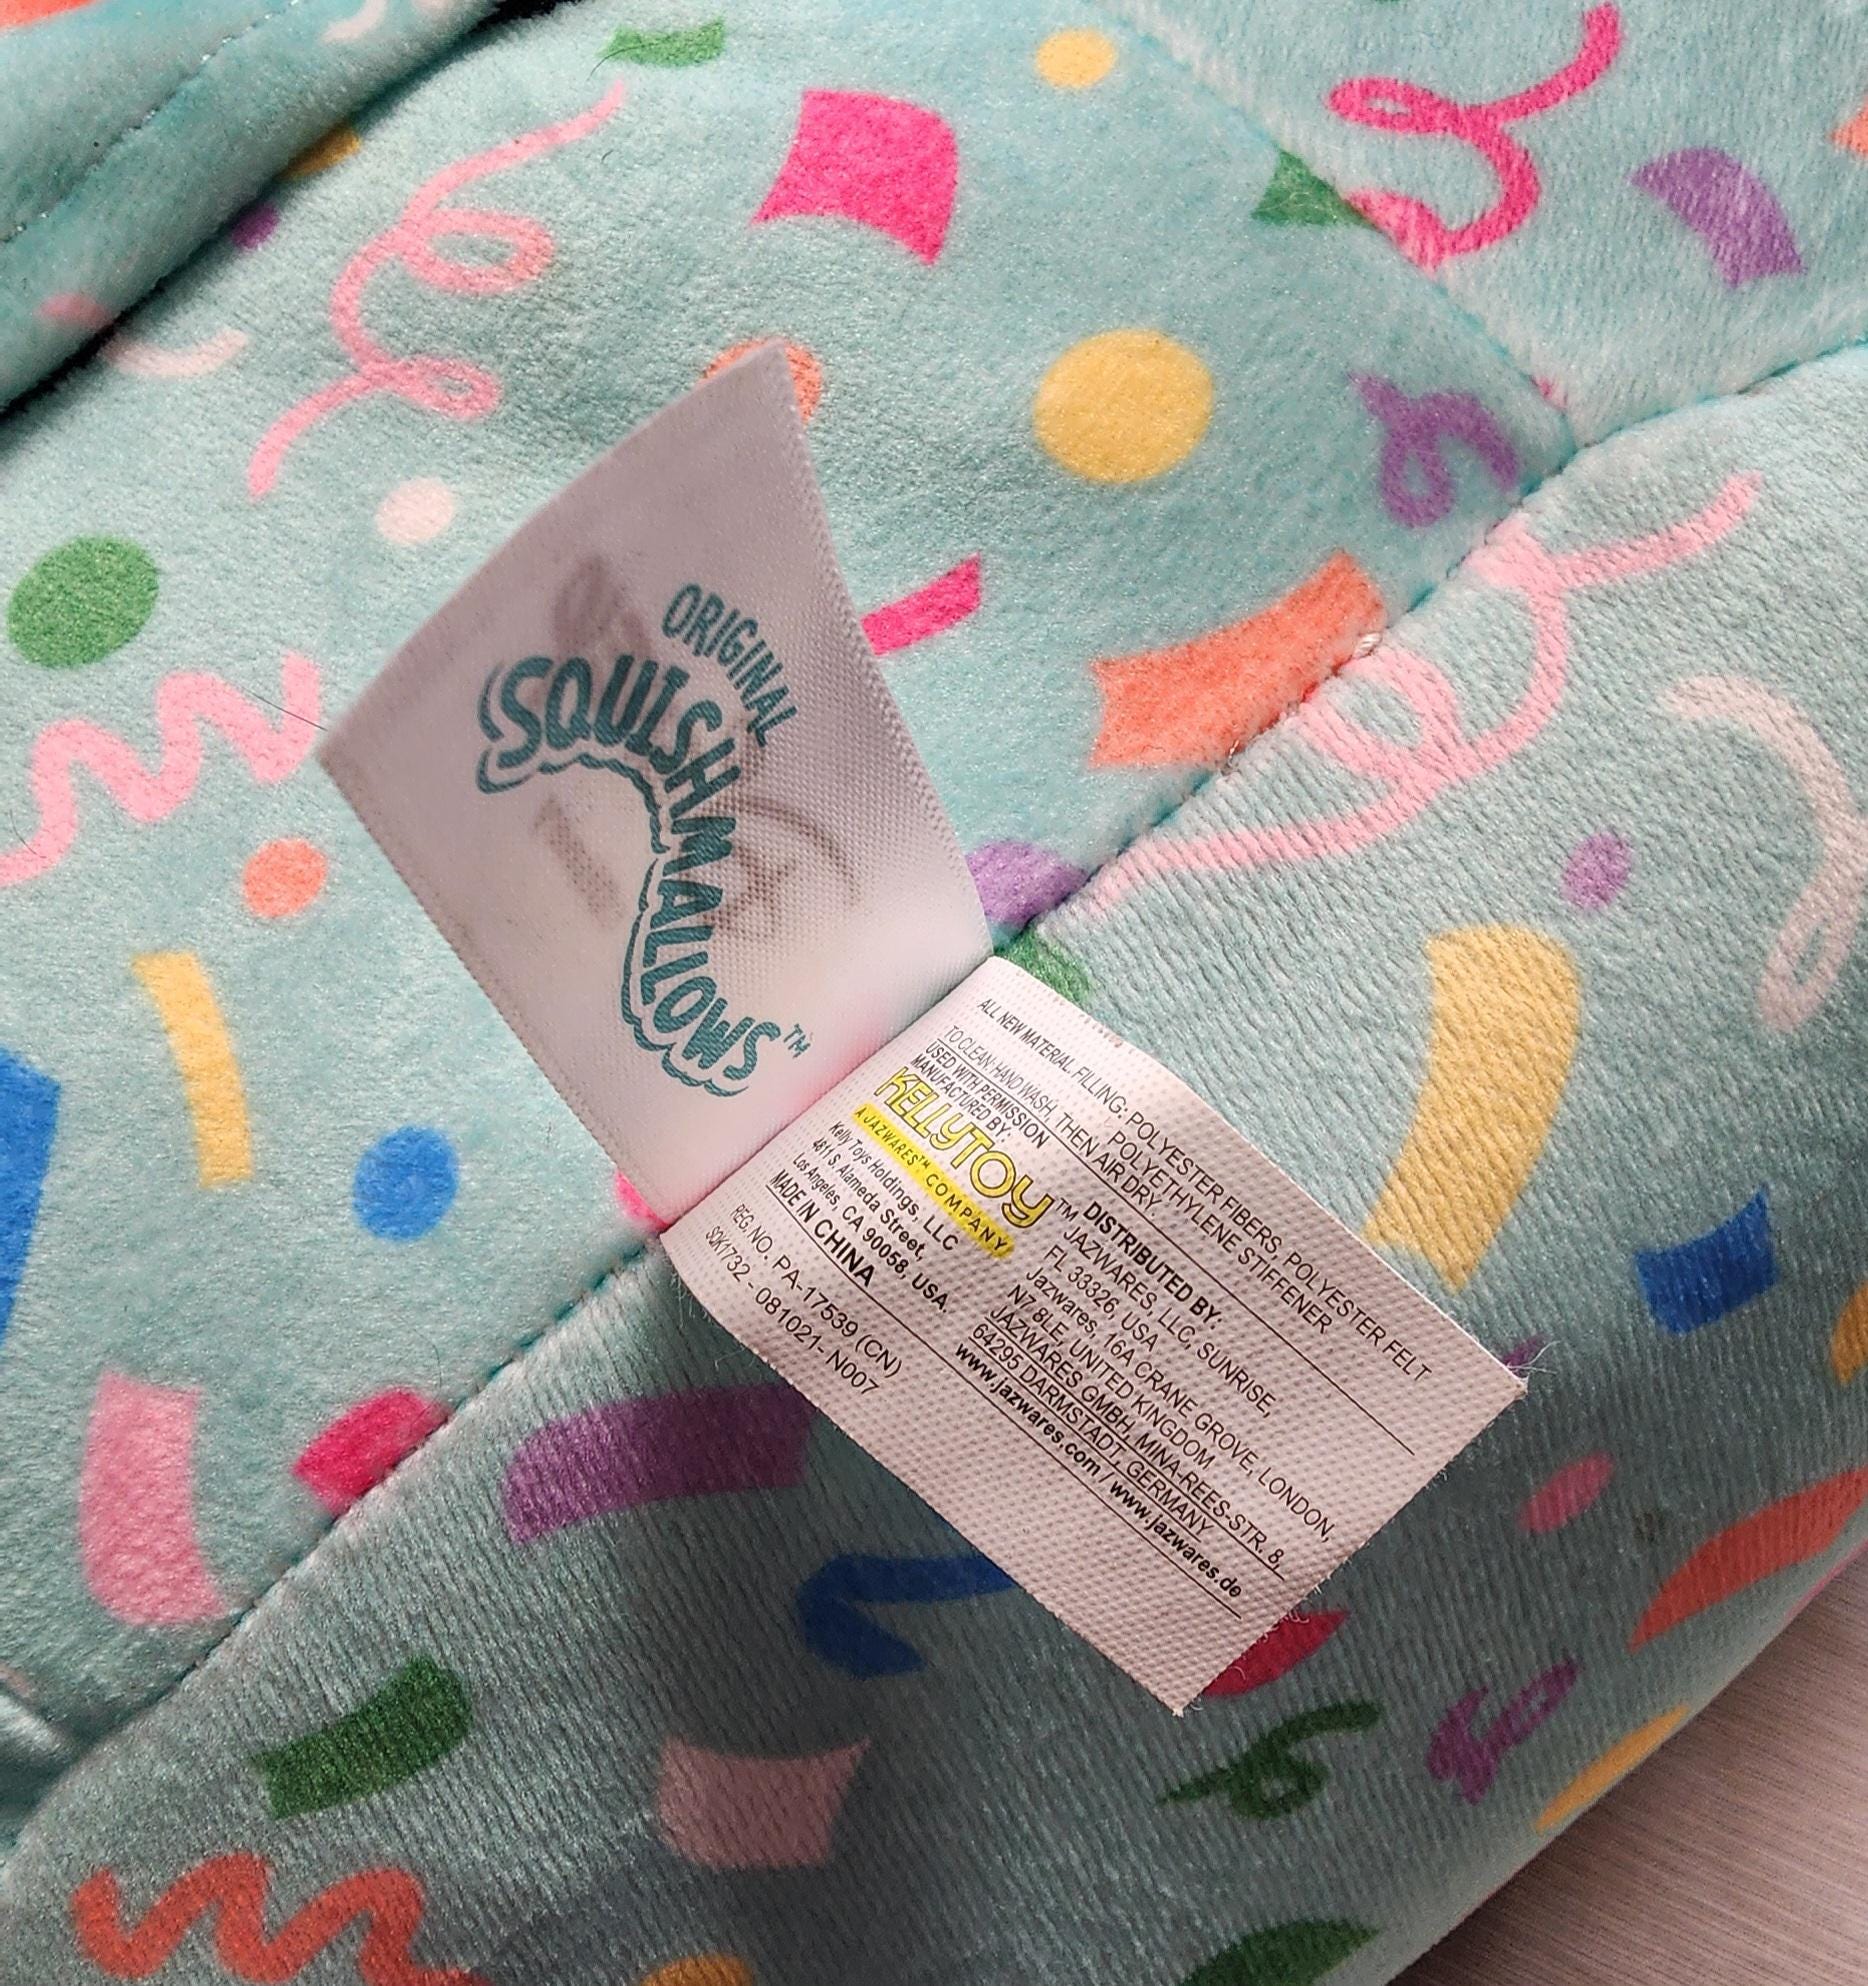 ORIGINAL
SQUISHMALLOWS™
ALL NEW MATERIAL. FILLING: POLYESTER FIBERS, POLYESTER FELT
POLYETHYLENE STIFFENER
TO CLEAN: HAND WASH, THEN AIR DRY
USED WITH PERMISSION
MANUFACTURED BY:
KELLYTOY™
A JAZWARES™ COMPANY
Kelly Toys Holdings, LLC
4811 S. Alameda Street,
Los Angeles, CA 90058, USA.
MADE IN CHINA
DISTRIBUTED BY:
JAZWARES, LLC, SUNRISE,
FL 33326, USA
Jazwares, 16A CRANE GROVE, LONDON,
N7 8LE, UNITED KINGDOM
JAZWARES GMBH, MINA-REES-STR. 8,
64295 DARMSTADT, GERMANY
www.jazwares.com / www.jazwares.de
REG. NO. PA-17539 (CN)
SQK1732 - 081021- N007